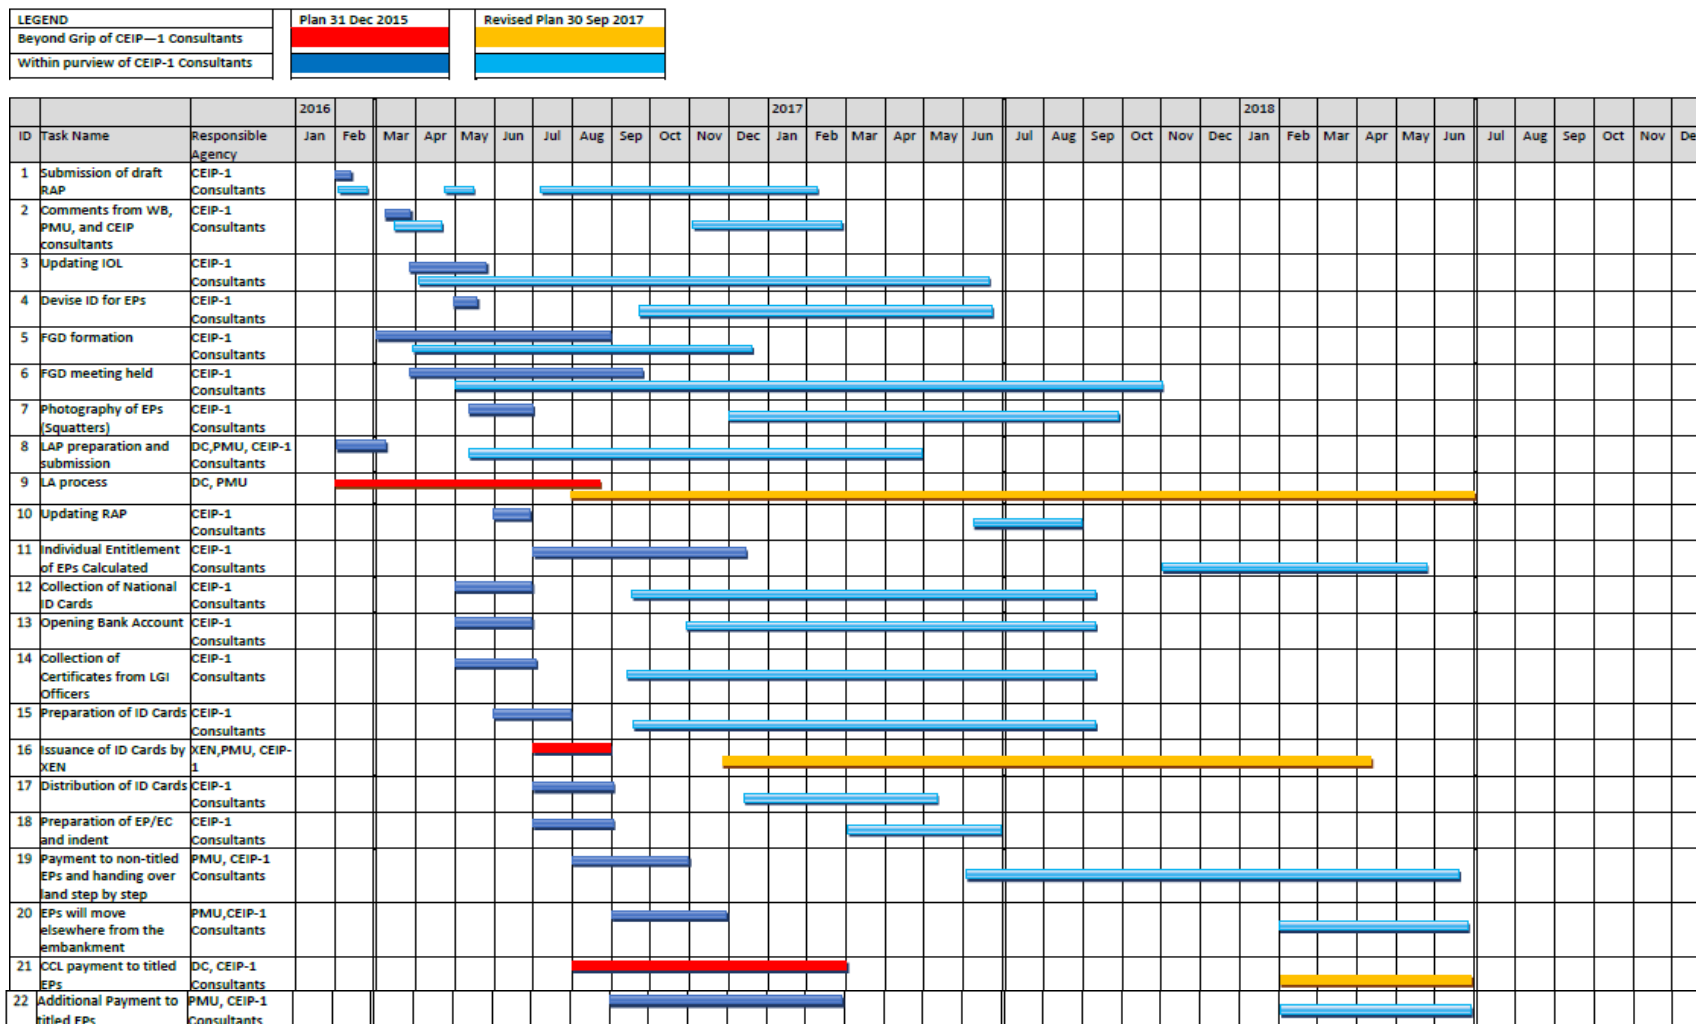 LEGEND
Plan 31 Dec 2015
Revised Plan 30 Sep 2017
Beyond Grip of CEIP—1 Consultants
Within purview of CEIP-1 Consultants
2016 2017 2018
ID Task Name Responsible Agency Jan Feb Mar Apr May Jun Jul Aug Sep Oct Nov Dec Jan Feb Mar Apr May Jun Jul Aug Sep Oct Nov Dec Jan Feb Mar Apr May Jun Jul Aug Sep Oct Nov De
1 Submission of draft CEIP-1
RAP Consultants
2 Comments from WB, CEIP-1
PMU, and CEIP Consultants
consultants
3 Updating IOL CEIP-1
Consultants
4 Devise ID for EPs CEIP-1
Consultants
5 FGD formation CEIP-1
Consultants
6 FGD meeting held CEIP-1
Consultants
7 Photography of EPs CEIP-1
(Squatters) Consultants
8 LAP preparation and DC,PMU, CEIP-1
submission Consultants
9 LA process DC, PMU
10 Updating RAP CEIP-1
Consultants
11 Individual Entitlement CEIP-1
of EPs Calculated Consultants
12 Collection of National CEIP-1
ID Cards Consultants
13 Opening Bank Account CEIP-1
Consultants
14 Collection of CEIP-1
Certificates from LGI Consultants
Officers
15 Preparation of ID Cards CEIP-1
Consultants
16 Issuance of ID Cards by XEN,PMU, CEIP-
XEN 1
17 Distribution of ID Cards CEIP-1
Consultants
18 Preparation of EP/EC CEIP-1
and indent Consultants
19 Payment to non-titled PMU, CEIP-1
EPs and handing over Consultants
land step by step
20 EPs will move PMU,CEIP-1
elsewhere from the Consultants
embankment
21 CCL payment to titled DC, CEIP-1
EPs Consultants
22 Additional Payment to PMU, CEIP-1
titled EPs Consultants